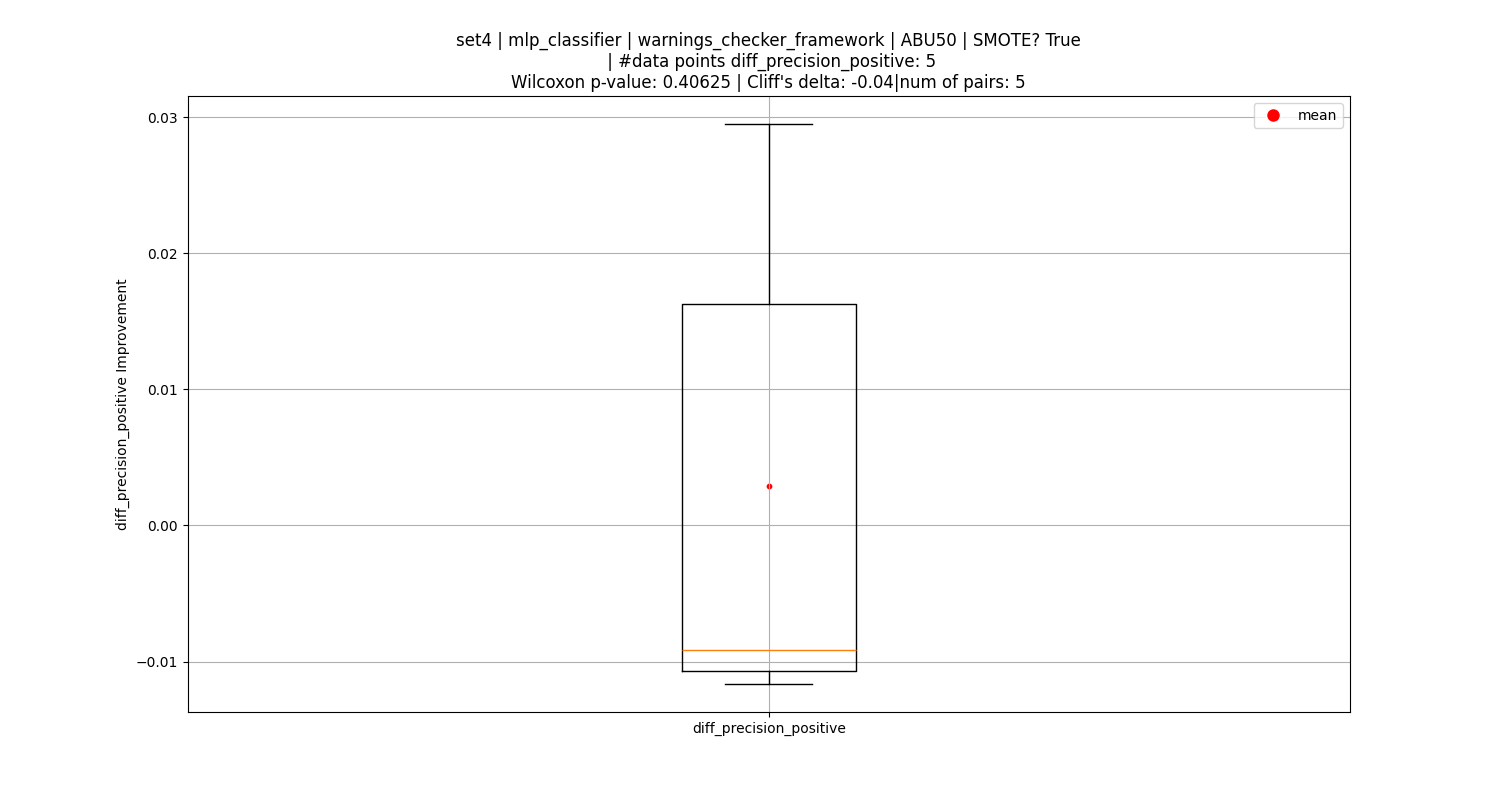 set4 | mlp_classifier | warnings_checker_framework | ABU50 | SMOTE? True
| #data points diff_precision_positive: 5
Wilcoxon p-value: 0.40625 | Cliff's delta: -0.04|num of pairs: 5
mean
0.03
0.02
0.01
0.00
−0.01
diff_precision_positive Improvement
diff_precision_positive